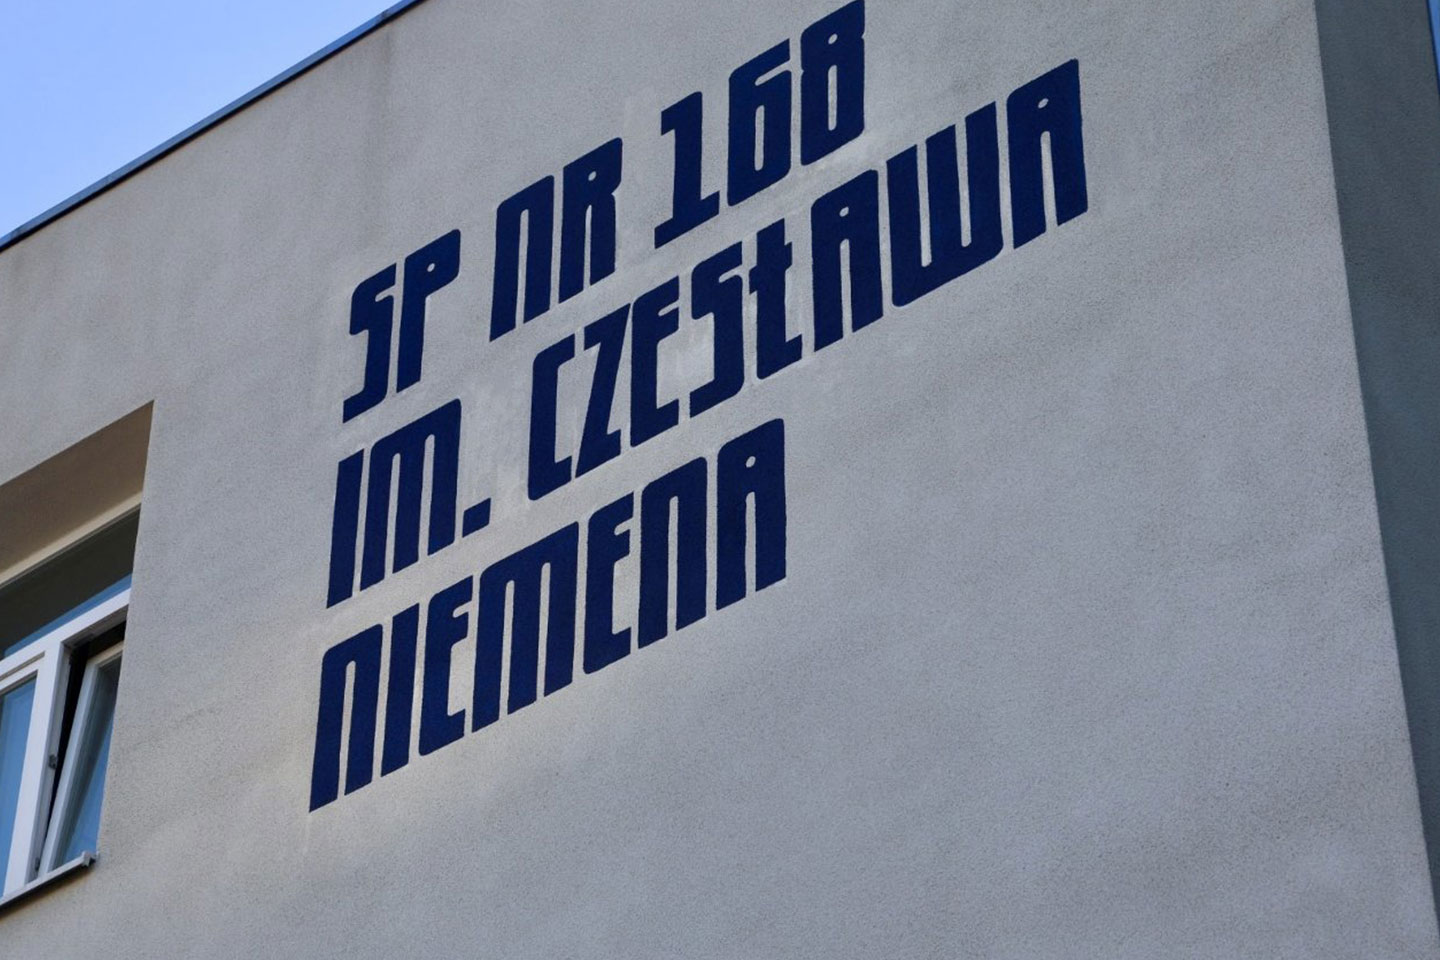 SP NR 168
IM. CZESŁAWA
NIEMENA